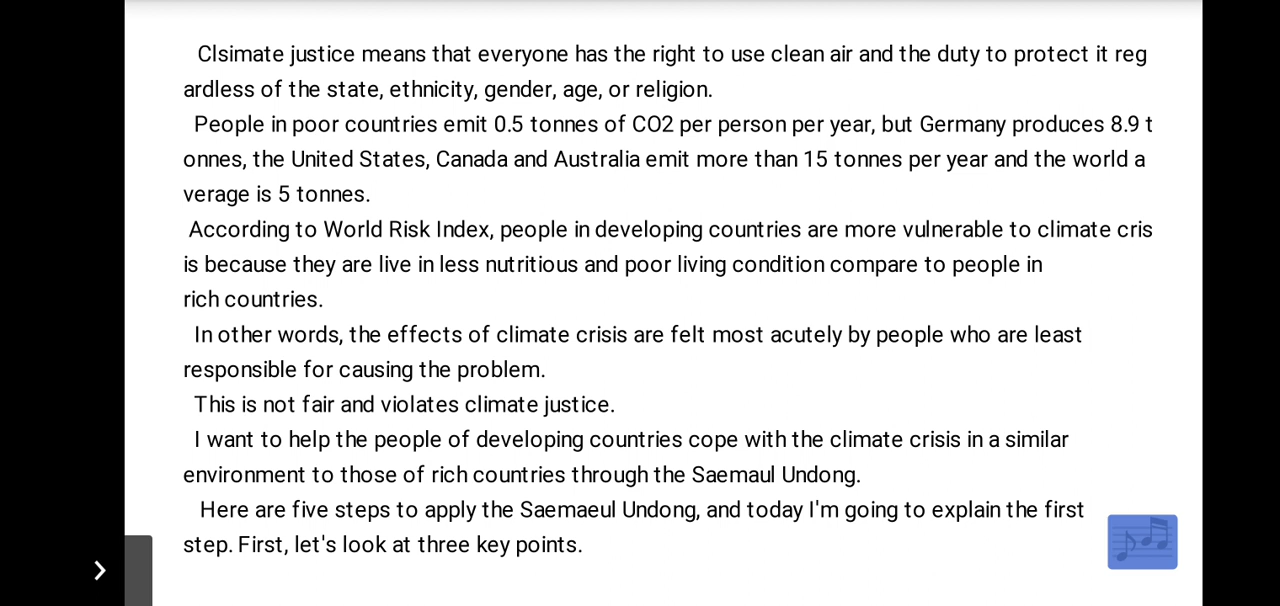 Clsimate justice means that everyone has the right to use clean air and the duty to protect it reg
ardless of the state, ethnicity, gender, age, or religion.
People in poor countries emit 0.5 tonnes of CO2 per person per year, but Germany produces 8.9 t
onnes, the United States, Canada and Australia emit more than 15 tonnes per year and the world a
verage is 5 tonnes.
According to World Risk Index, people in developing countries are more vulnerable to climate cris
is because they are live in less nutritious and poor living condition compare to people in
rich countries.
In other words, the effects of climate crisis are felt most acutely by people who are least
responsible for causing the problem.
This is not fair and violates climate justice.
I want to help the people of developing countries cope with the climate crisis in a similar
environment to those of rich countries through the Saemaul Undong.
Here are five steps to apply the Saemaeul Undong, and today I'm going to explain the first
step. First, let's look at three key points.